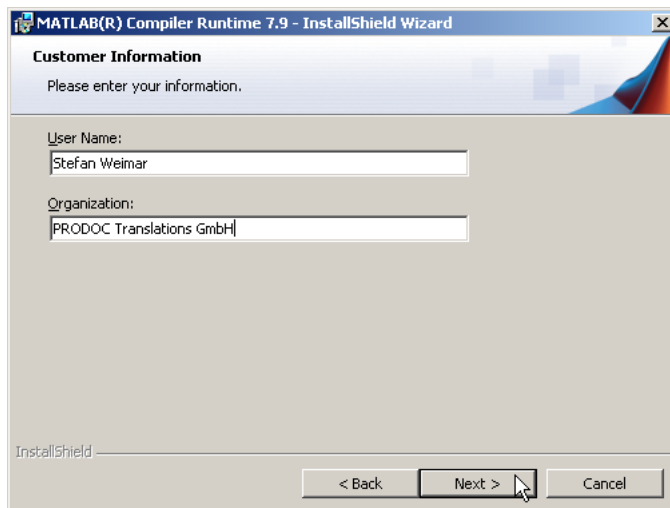 MATLAB(R) Compiler Runtime 7.9 - InstallShield Wizard
Customer Information
Please enter your information.
User Name:
Stefan Weimar
Organization:
PRODOC Translations GmbH
InstallShield
< Back
Next >
Cancel